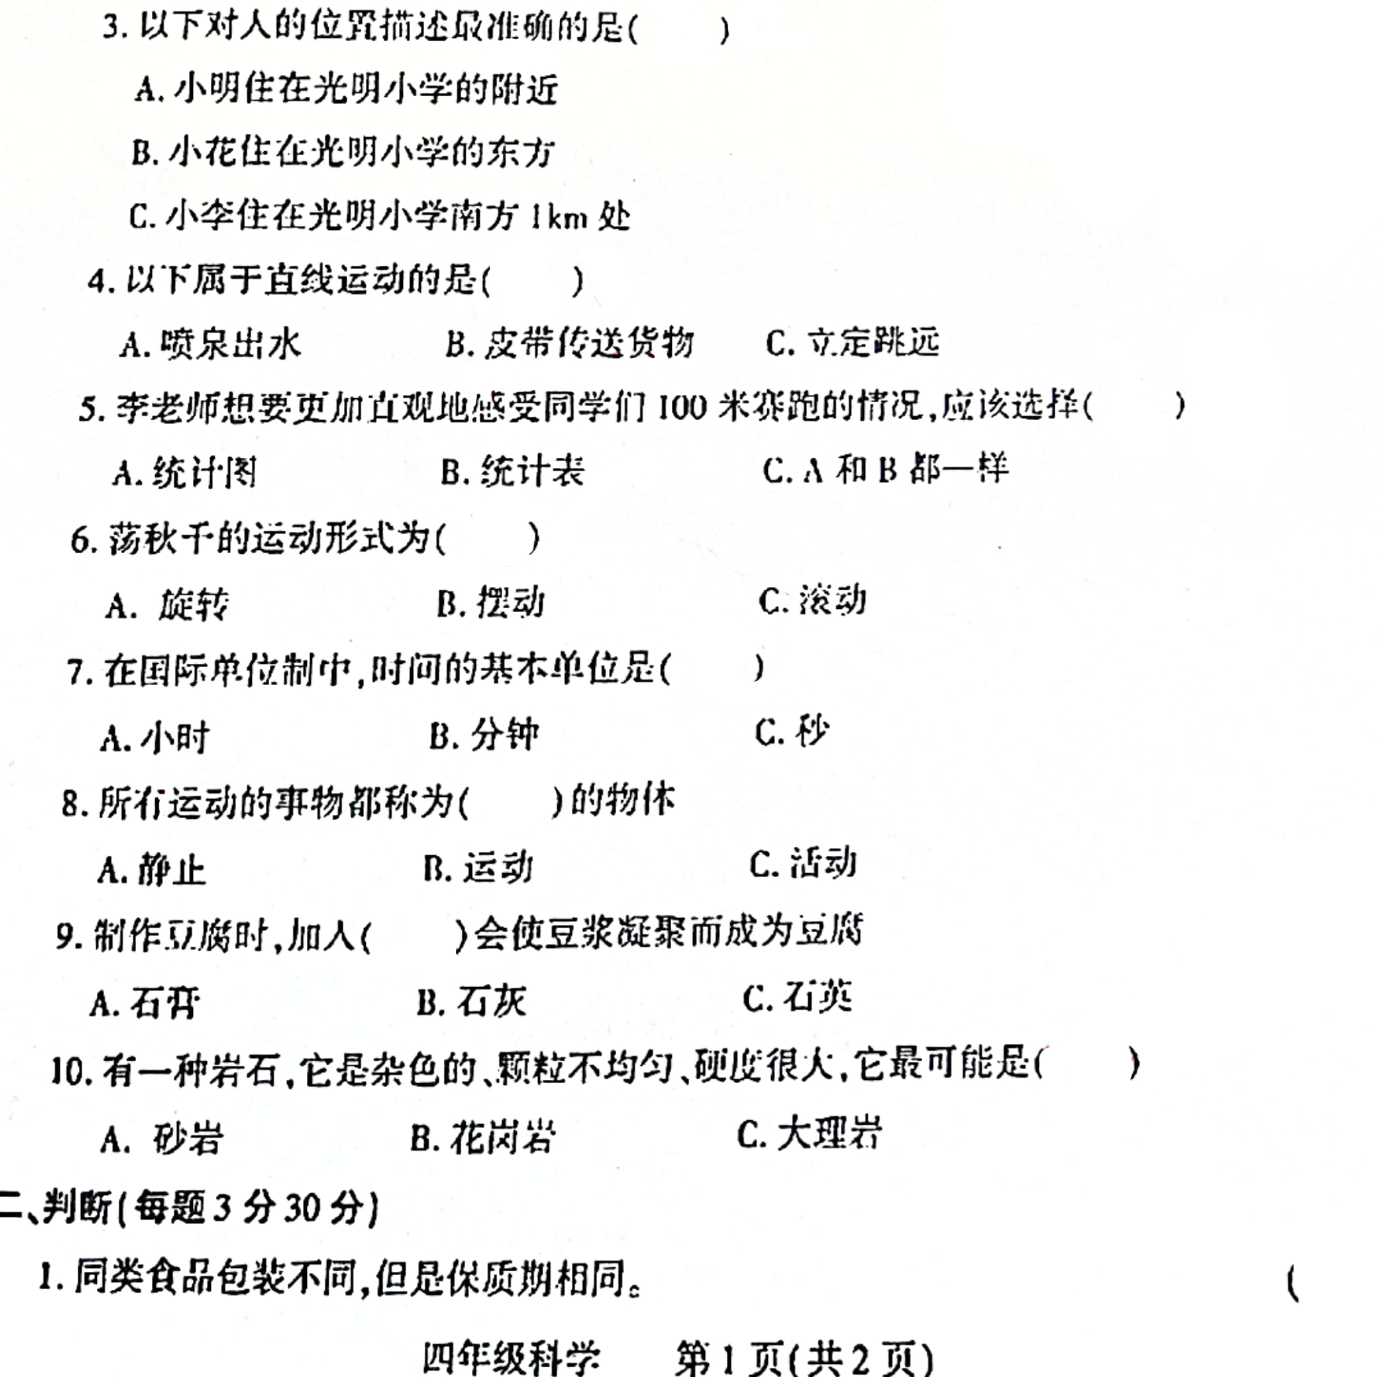 3. 以下对人的位置描述最准确的是(　　)
A. 小明住在光明小学的附近
B. 小花住在光明小学的东方
C. 小李住在光明小学南方 1km 处
4. 以下属于直线运动的是(　　)
A. 喷泉出水　B. 皮带传送货物　C. 立定跳远
5. 李老师想要更加直观地感受同学们 100 米赛跑的情况,应该选择(　　)
A. 统计图　B. 统计表　C. A 和 B 都一样
6. 荡秋千的运动形式为(　　)
A. 旋转　B. 摆动　C. 滚动
7. 在国际单位制中,时间的基本单位是(　　)
A. 小时　B. 分钟　C. 秒
8. 所有运动的事物都称为(　　)的物体
A. 静止　B. 运动　C. 活动
9. 制作豆腐时,加入(　　)会使豆浆凝聚而成为豆腐
A. 石膏　B. 石灰　C. 石英
10. 有一种岩石,它是杂色的、颗粒不均匀、硬度很大,它最可能是(　　)
A. 砂岩　B. 花岗岩　C. 大理岩
二、判断(每题 3 分 30 分)
1. 同类食品包装不同,但是保质期相同。　(
四年级科学　第 1 页(共 2 页)